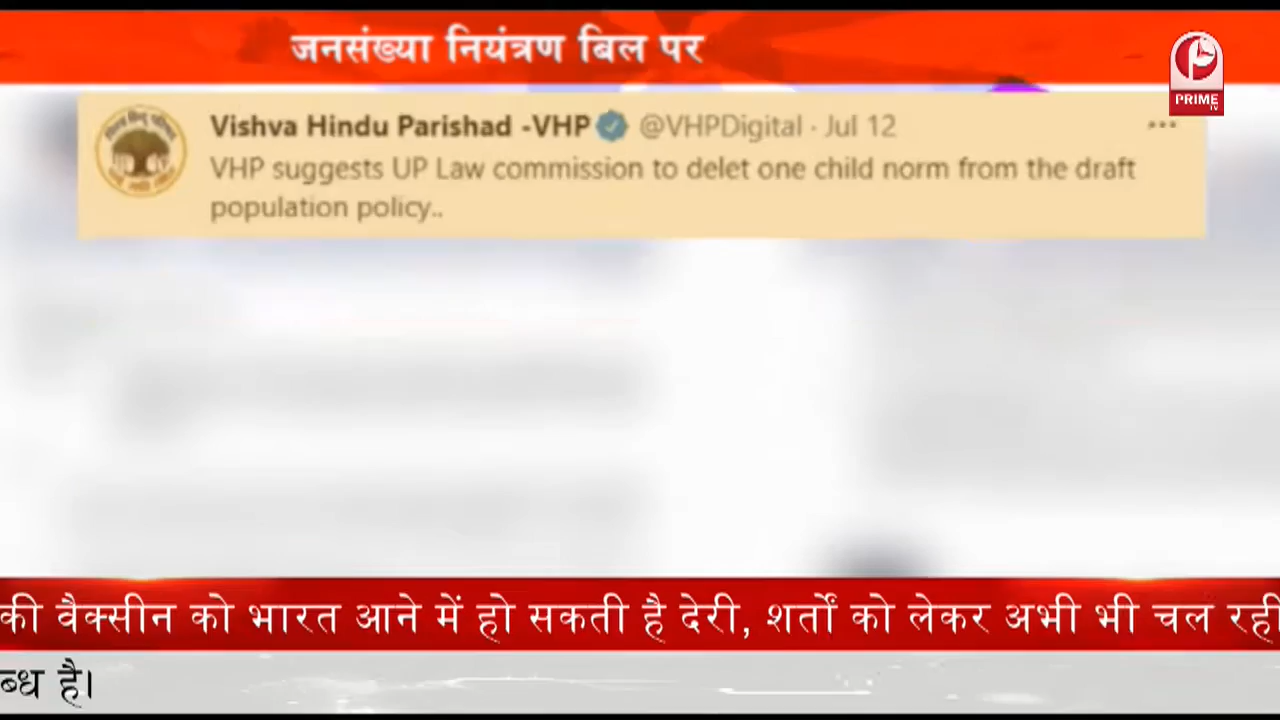 जनसंख्या नियंत्रण बिल पर
PRIME
TV
Vishva Hindu Parishad -VHP @VHPDigital · Jul 12 ...
VHP suggests UP Law commission to delet one child norm from the draft
population policy..
की वैक्सीन को भारत आने में हो सकती है देरी, शर्तों को लेकर अभी भी चल रही
ब्ध है।